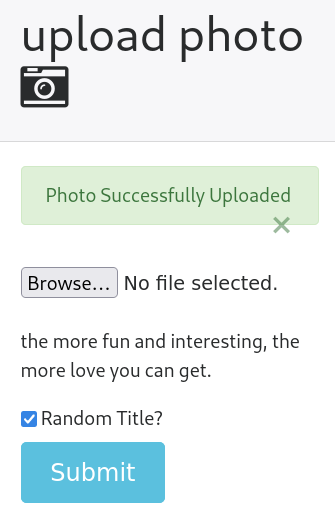 upload photo
Photo Successfully Uploaded
×
Browse... No file selected.
the more fun and interesting, the
more love you can get.
Random Title?
Submit